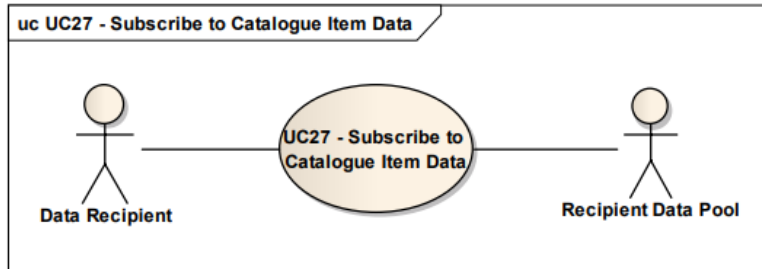 uc UC27 - Subscribe to Catalogue Item Data
UC27 - Subscribe to
Catalogue Item Data
Data Recipient
Recipient Data Pool